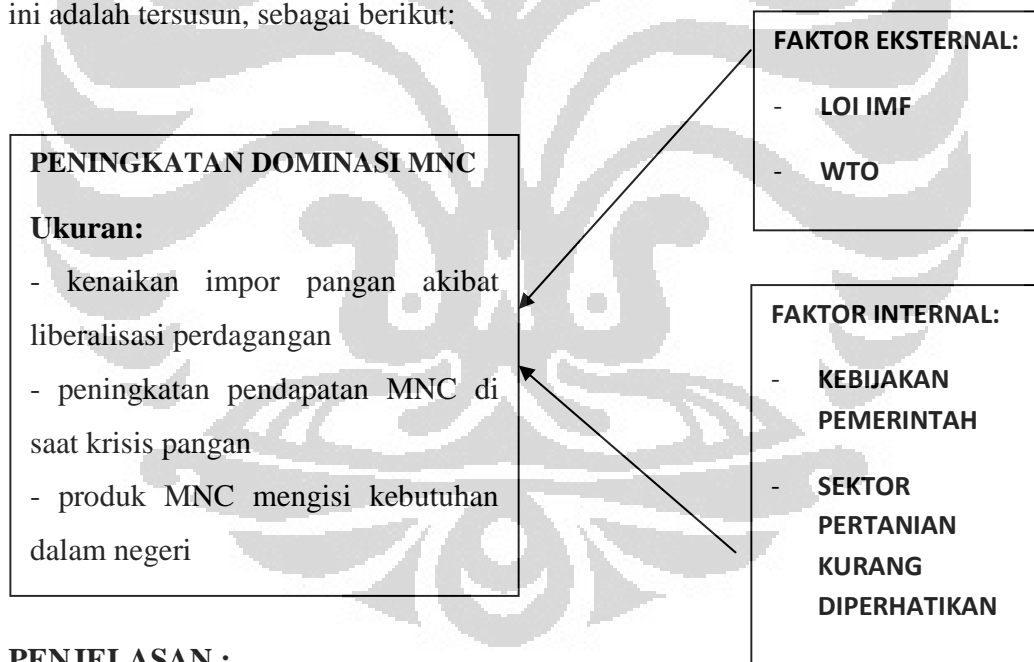 ini adalah tersusun, sebagai berikut:
PENINGKATAN DOMINASI MNC
Ukuran:
- kenaikan impor pangan akibat
liberalisasi perdagangan
- peningkatan pendapatan MNC di
saat krisis pangan
- produk MNC mengisi kebutuhan
dalam negeri
FAKTOR EKSTERNAL:
- LOI IMF
- WTO
FAKTOR INTERNAL:
- KEBIJAKAN
PEMERINTAH
- SEKTOR
PERTANIAN
KURANG
DIPERHATIKAN
PENJELASAN :